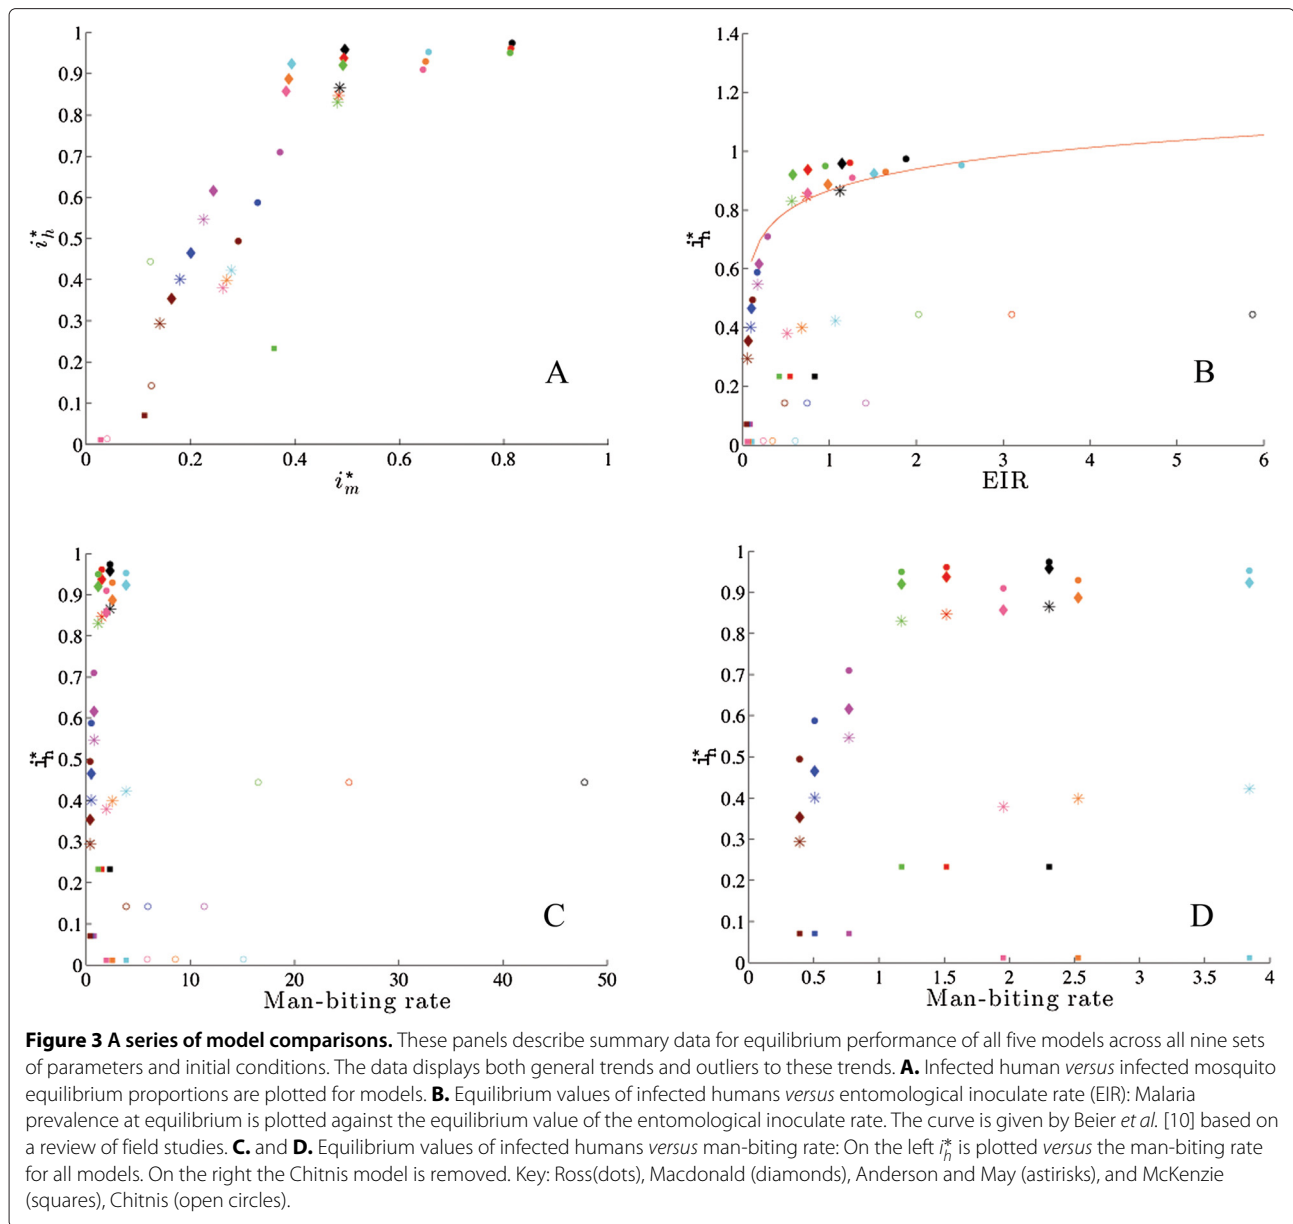 1
0.9
0.8
0.7
0.6
0.5
0.4
0.3
0.2
0.1
0
i*h
A
0 0.2 0.4 0.6 0.8 1
i*m
1.4
1.2
1
0.8
0.6
0.4
0.2
0
i*h
B
0 1 2 3 4 5 6
EIR
1
0.9
0.8
0.7
0.6
0.5
0.4
0.3
0.2
0.1
0
i*h
C
0 10 20 30 40 50
Man-biting rate
1
0.9
0.8
0.7
0.6
0.5
0.4
0.3
0.2
0.1
0
i*h
D
0 0.5 1 1.5 2 2.5 3 3.5 4
Man-biting rate
Figure 3 A series of model comparisons. These panels describe summary data for equilibrium performance of all five models across all nine sets
of parameters and initial conditions. The data displays both general trends and outliers to these trends. A. Infected human versus infected mosquito
equilibrium proportions are plotted for models. B. Equilibrium values of infected humans versus entomological inoculate rate (EIR): Malaria
prevalence at equilibrium is plotted against the equilibrium value of the entomological inoculate rate. The curve is given by Beier et al. [10] based on
a review of field studies. C. and D. Equilibrium values of infected humans versus man-biting rate: On the left i*h is plotted versus the man-biting rate
for all models. On the right the Chitnis model is removed. Key: Ross(dots), Macdonald (diamonds), Anderson and May (astirisks), and McKenzie
(squares), Chitnis (open circles).